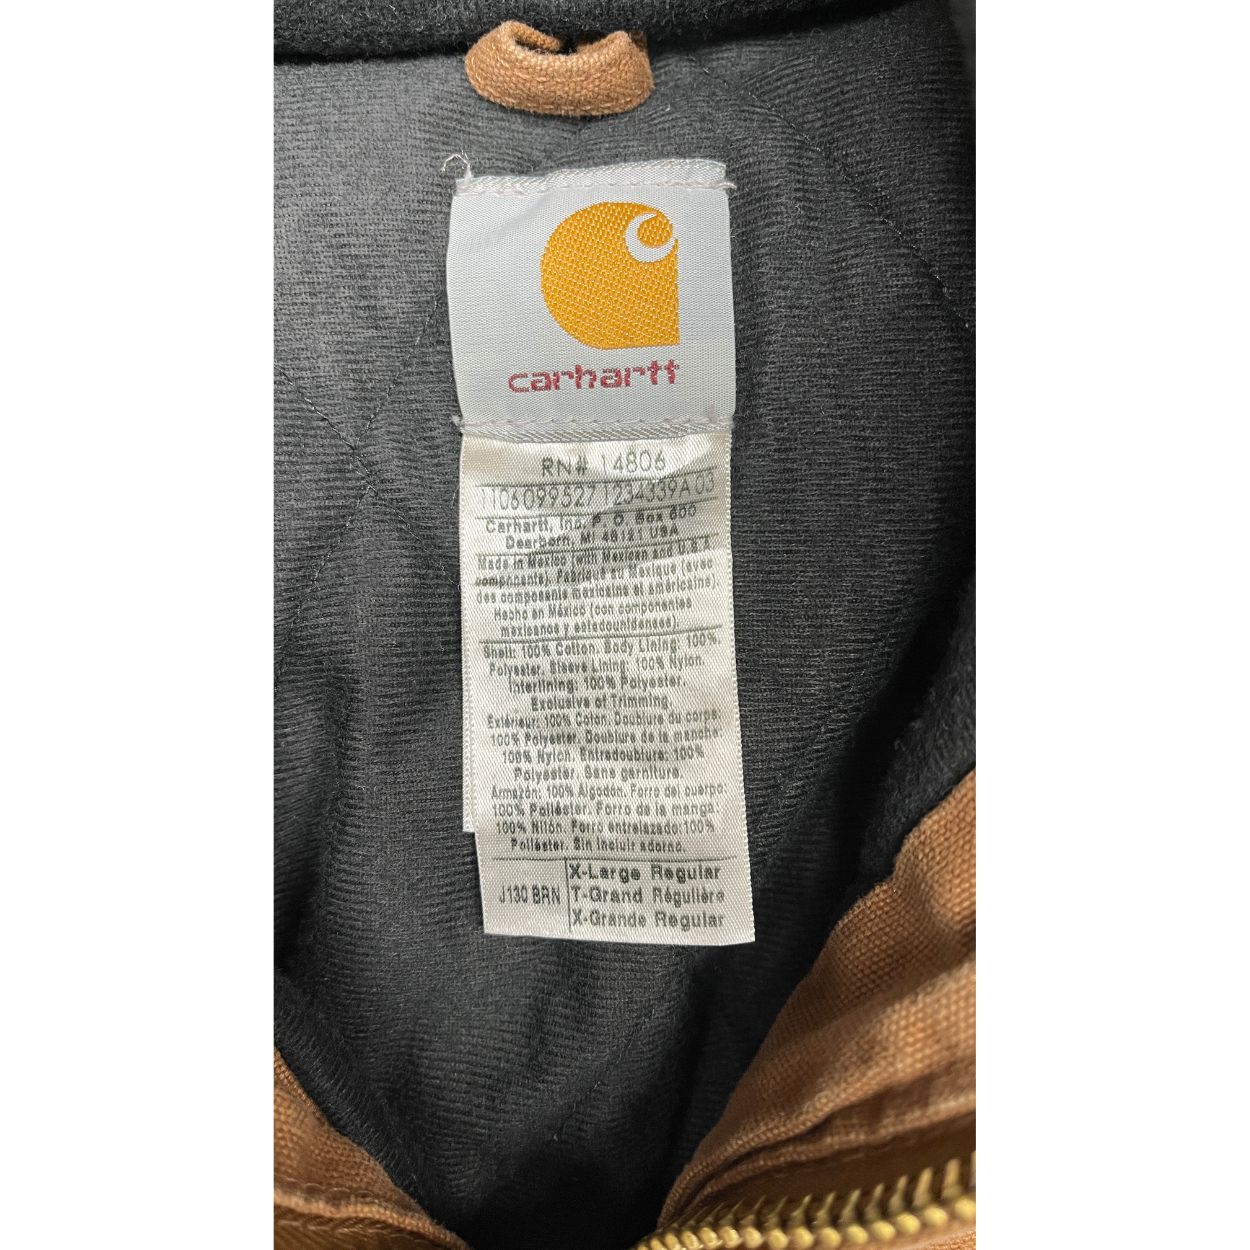 carhartt
RN# 14806
1106099527 1234339A 03
Carhartt, Inc. P. O. Box 600
Dearborn, MI 48121 USA
Made in Mexico (with Mexican and U.S.
components). Fabriqué au Mexique (avec
des composants mexicains et américains).
Hecho en México (con componentes
mexicanos y estadounidenses).
Shell: 100% Cotton. Body Lining: 100%
Polyester. Sleeve Lining: 100% Nylon.
Interlining: 100% Polyester.
Exclusive of Trimming.
Extérieur: 100% Coton. Doublure du corps:
100% Polyester. Doublure de la manche:
100% Nylon. Entredoublure: 100%
Polyester. Sans garniture.
Armazón: 100% Algodón. Forro del cuerpo:
100% Poliéster. Forro de la manga:
100% Nilón. Forro entrelazado: 100%
Poliéster. Sin incluir adorno.
J130 BRN
X-Large Regular
T-Grand Régulière
X-Grande Regular